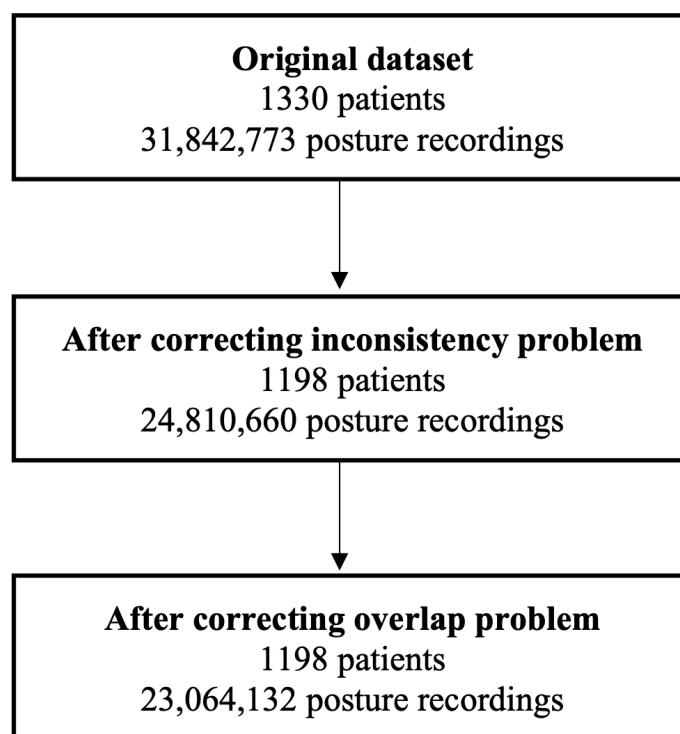 Original dataset
1330 patients
31,842,773 posture recordings
After correcting inconsistency problem
1198 patients
24,810,660 posture recordings
After correcting overlap problem
1198 patients
23,064,132 posture recordings